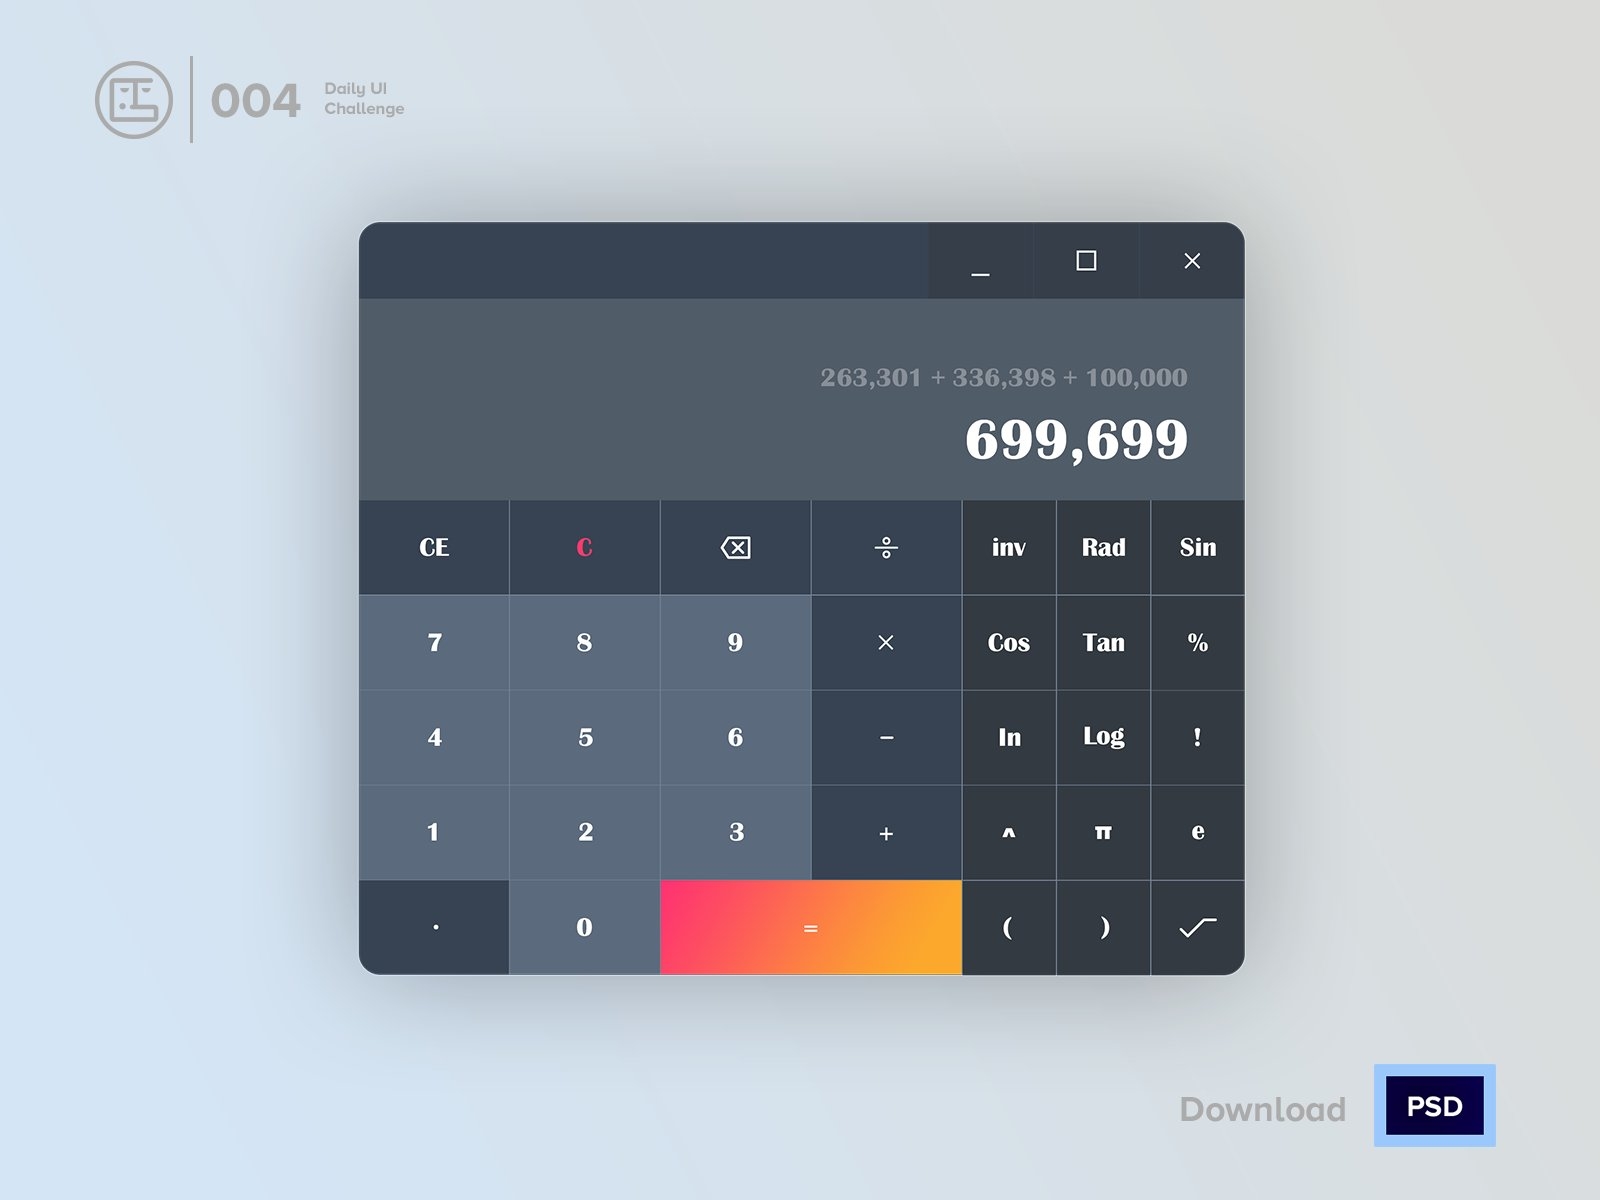 004
Daily UI
Challenge
263,301 + 336,398 + 100,000
699,699
CE C ÷ inv Rad Sin
7 8 9 × Cos Tan %
4 5 6 − In Log !
1 2 3 + ^ π e
. 0 = ( )
Download PSD